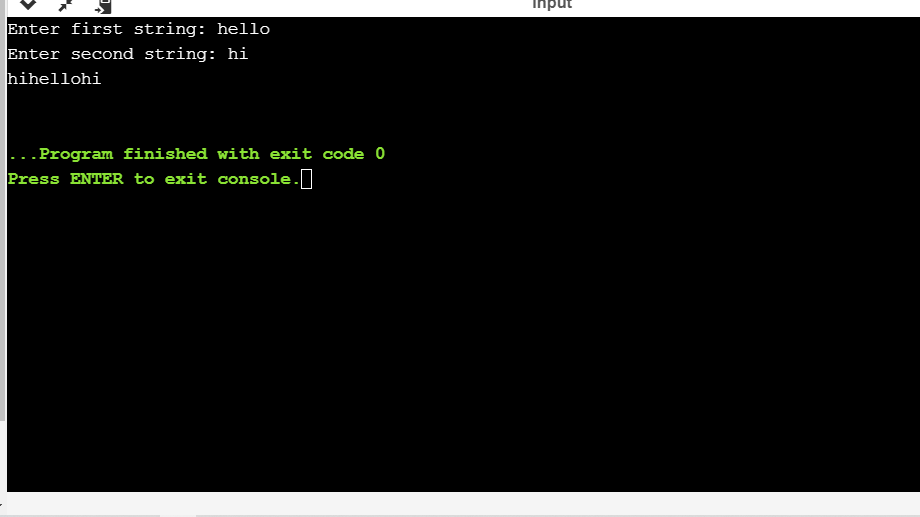 input
Enter first string: hello
Enter second string: hi
hihellohi
...Program finished with exit code 0
Press ENTER to exit console.